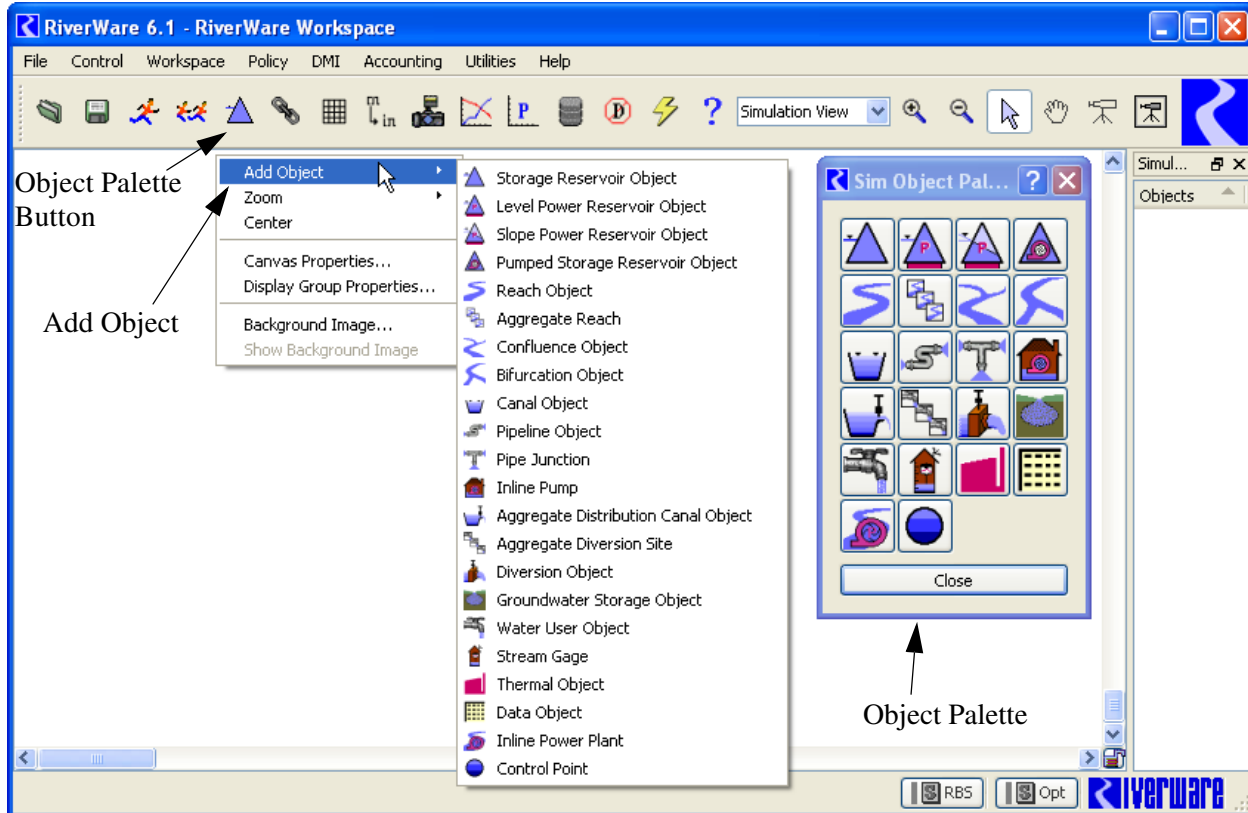 RiverWare 6.1 - RiverWare Workspace
File Control Workspace Policy DMI Accounting Utilities Help
m in P D ? Simulation View
Object Palette
Button
Add Object
Add Object
Zoom
Center
Canvas Properties...
Display Group Properties...
Background Image...
Show Background Image
Storage Reservoir Object
Level Power Reservoir Object
Slope Power Reservoir Object
Pumped Storage Reservoir Object
Reach Object
Aggregate Reach
Confluence Object
Bifurcation Object
Canal Object
Pipeline Object
Pipe Junction
Inline Pump
Aggregate Distribution Canal Object
Aggregate Diversion Site
Diversion Object
Groundwater Storage Object
Water User Object
Stream Gage
Thermal Object
Data Object
Inline Power Plant
Control Point
Sim Object Pal... ?
P P
Close
Object Palette
Simul...
Objects
S RBS S Opt RIVERWARE